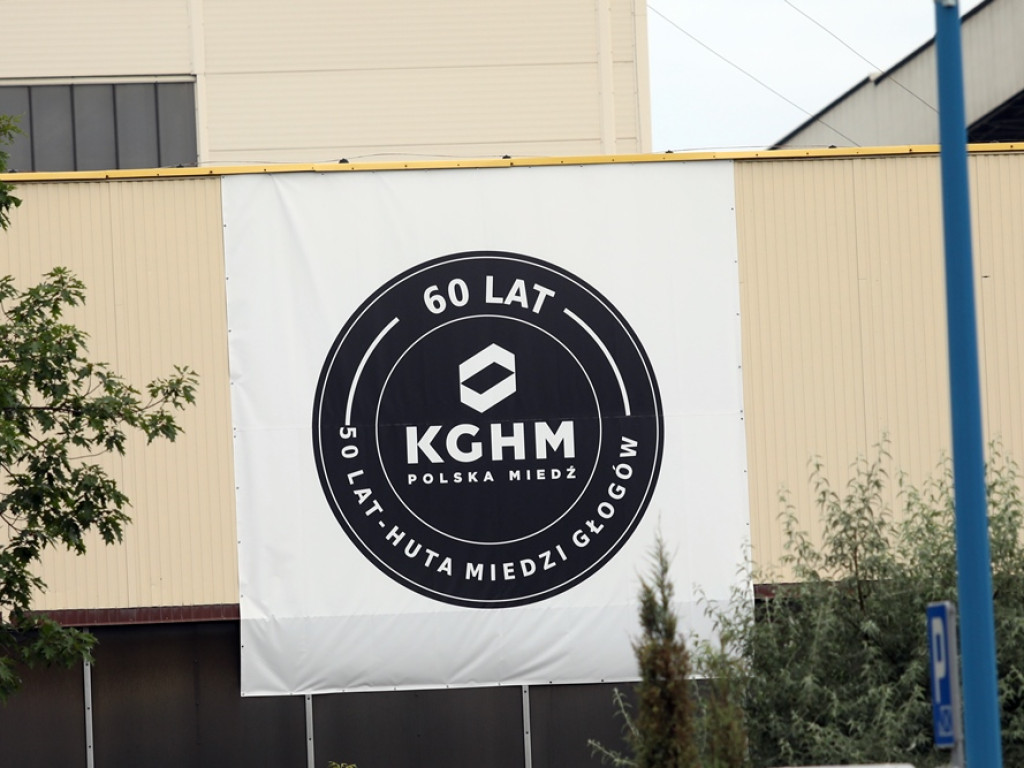 60 LAT
KGHM
POLSKA MIEDŹ
50 LAT-HUTA MIEDZI GŁOGÓW
P